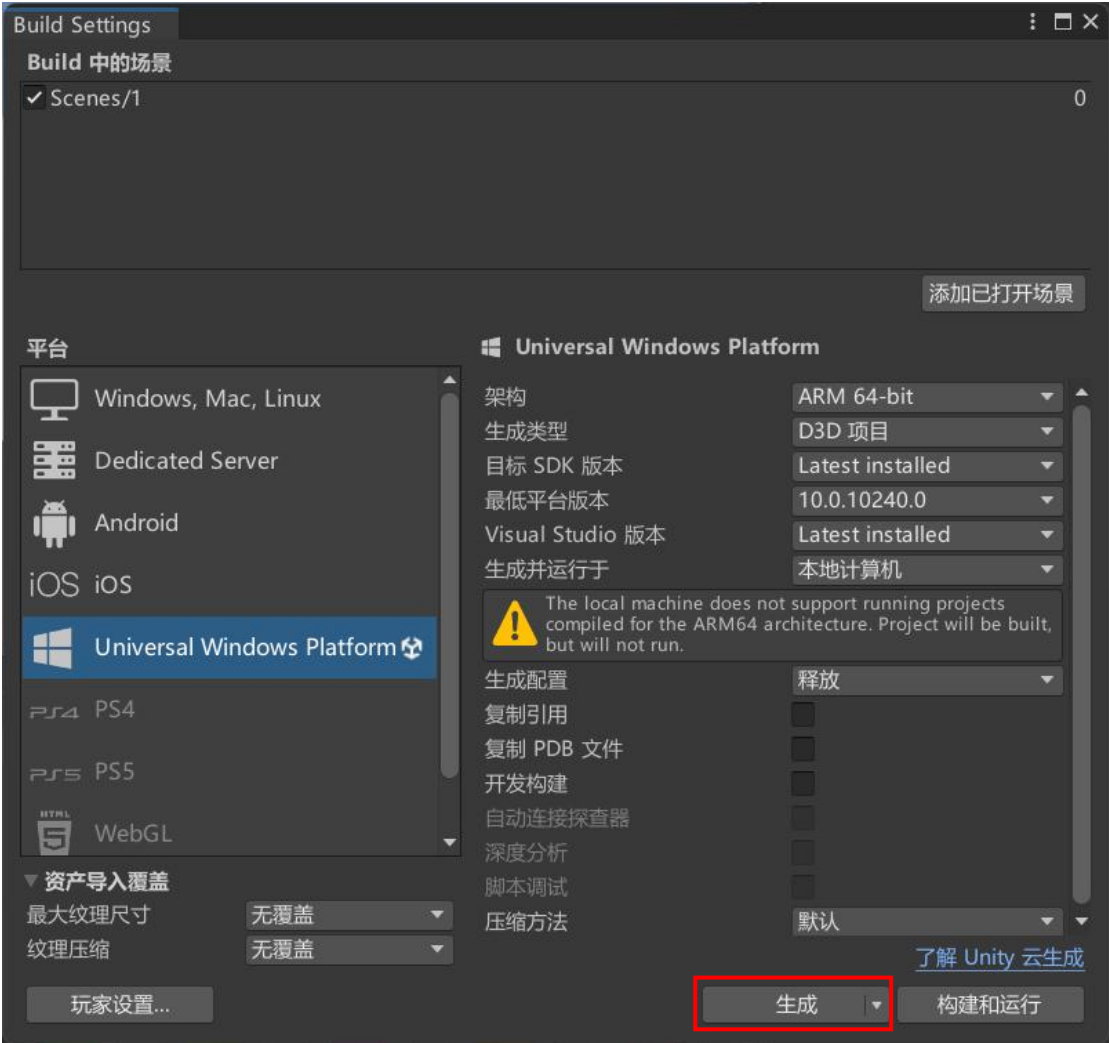 Build Settings
Build 中的场景
Scenes/1 0
添加已打开场景
平台
Windows, Mac, Linux
Dedicated Server
Android
iOS iOS
Universal Windows Platform
PS4 PS4
PS5 PS5
HTML 5 WebGL
资产导入覆盖
最大纹理尺寸 无覆盖
纹理压缩 无覆盖
玩家设置...
Universal Windows Platform
架构 ARM 64-bit
生成类型 D3D 项目
目标 SDK 版本 Latest installed
最低平台版本 10.0.10240.0
Visual Studio 版本 Latest installed
生成并运行于 本地计算机
The local machine does not support running projects
compiled for the ARM64 architecture. Project will be built,
but will not run.
生成配置 释放
复制引用
复制 PDB 文件
开发构建
自动连接探查器
深度分析
脚本调试
压缩方法 默认
了解 Unity 云生成
生成 构建和运行